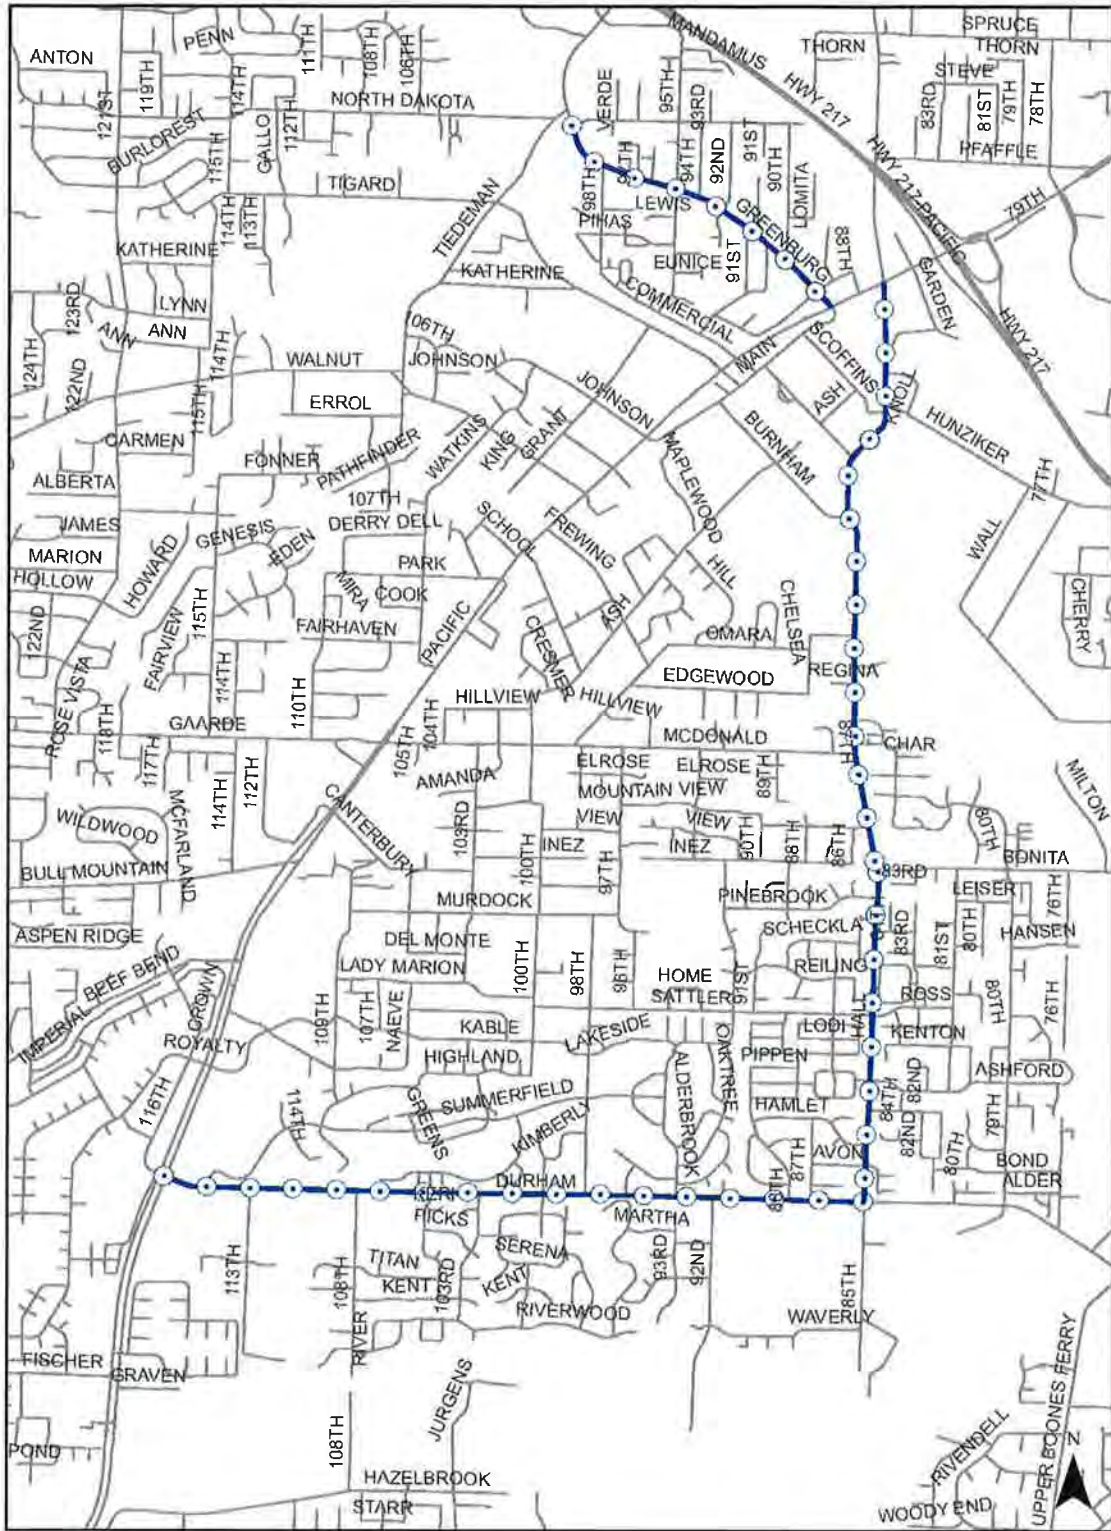 SPRUCE
PENN
111TH
108TH
106TH
MANDAMUS
THORN
THORN
ANTON
119TH
114TH
STEVE
121ST
95TH
93RD
HWY 217
83RD
81ST
79TH
78TH
NORTH DAKOTA
VERDE
112TH
GALLO
BURLCREST
115TH
91ST
92ND
94TH
90TH
LOMITA
HWY 217
PFAFFLE
TIGARD
98TH
LEWIS
PIHAS
GREENBURG
PACIFIC
79TH
114TH
113TH
TIEDEMAN
KATHERINE
EUNICE
91ST
88TH
KATHERINE
COMMERCIAL
GARDEN
HWY 217
123RD
LYNN
ANN
ANN
106TH
MAIN
SCOFFINS
124TH
122ND
114TH
WALNUT
JOHNSON
JOHNSON
ASH
KNOLL
115TH
ERROL
BURNHAM
HUNZIKER
CARMEN
WATKINS
KING
GRANT
MAPLEWOOD
FONNER
PATHFINDER
77TH
ALBERTA
107TH
JAMES
GENESIS
DERRY DELL
SCHOOL
FREWING
WALL
MARION
EDEN
PARK
HILL
HOLLOW
HOWARD
MIRA
COOK
CHELSEA
CHERRY
122ND
FAIRVIEW
115TH
FAIRHAVEN
PACIFIC
CRESMER
ASH
OMARA
REGINA
ROSE VISTA
114TH
EDGEWOOD
110TH
HILLVIEW
HILLVIEW
118TH
GAARDE
105TH
104TH
MCDONALD
87TH
CHAR
117TH
ELROSE
ELROSE
112TH
AMANDA
89TH
MOUNTAIN VIEW
MILTON
MCFARLAND
114TH
CANTERBURY
103RD
WILDWOOD
VIEW
VIEW
80TH
100TH
INEZ
INEZ
90TH
88TH
86TH
BONITA
BULL MOUNTAIN
97TH
83RD
MURDOCK
PINEBROOK
LEISER
76TH
ASPEN RIDGE
SCHECKLA
83RD
81ST
80TH
HANSEN
DEL MONTE
100TH
98TH
96TH
LADY MARION
HOME
91ST
REILING
BEEF BEND
IMPERIAL
CROWN
SATTLER
ROSS
80TH
76TH
109TH
107TH
NAEVE
KABLE
LAKESIDE
LODI
HALL
KENTON
ROYALTY
OAKTREE
PIPPEN
HIGHLAND
ALDERBROOK
ASHFORD
116TH
82ND
114TH
SUMMERFIELD
HAMLET
84TH
GREENS
KIMBERLY
82ND
79TH
87TH
AVON
80TH
BOND
DURHAM
ALDER
86TH
PICKS
MARTHA
SERENA
93RD
92ND
113TH
TITAN
108TH
KENT
103RD
KENT
85TH
RIVERWOOD
WAVERLY
RIVER
FISCHER
GRAVEN
JURGENS
UPPER BOONES FERRY
108TH
RIVENDELL
N
POND
HAZELBROOK
STARR
WOODY END